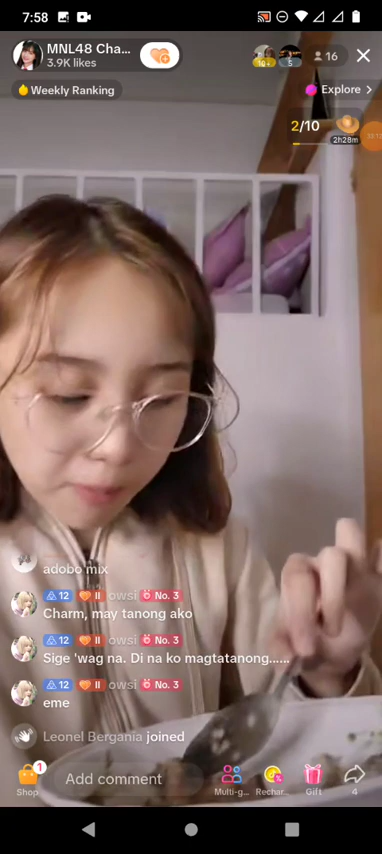 7:58
MNL48 Cha...
3.9K likes
10+
5
16
Weekly Ranking
Explore
2/10
2h28m
adobo mix
12 II owsi No. 3
Charm, may tanong ako
12 II owsi No. 3
Sige 'wag na. Di na ko magtatanong......
12 II owsi No. 3
eme
Leonel Bergania joined
1
Shop
Add comment
Multi-g...
Rechar...
Gift
4